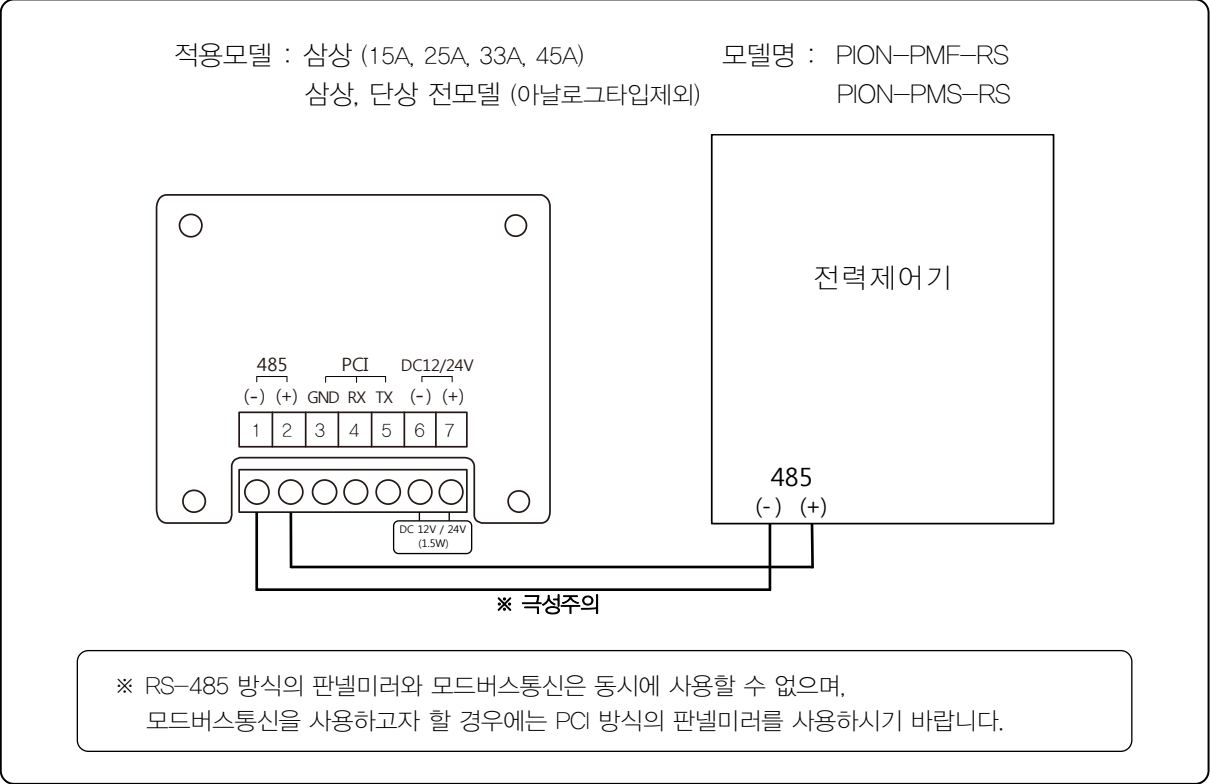 적용모델 : 삼상 (15A, 25A, 33A, 45A) 모델명 : PION-PMF-RS
삼상, 단상 전모델 (아날로그타입제외) PION-PMS-RS
전력제어기
485 PCI DC12/24V
(-) (+) GND RX TX (-) (+)
1 2 3 4 5 6 7
485
(-) (+)
DC 12V / 24V
(1.5W)
※ 극성주의
※ RS-485 방식의 판넬미러와 모드버스통신은 동시에 사용할 수 없으며,
모드버스통신을 사용하고자 할 경우에는 PCI 방식의 판넬미러를 사용하시기 바랍니다.